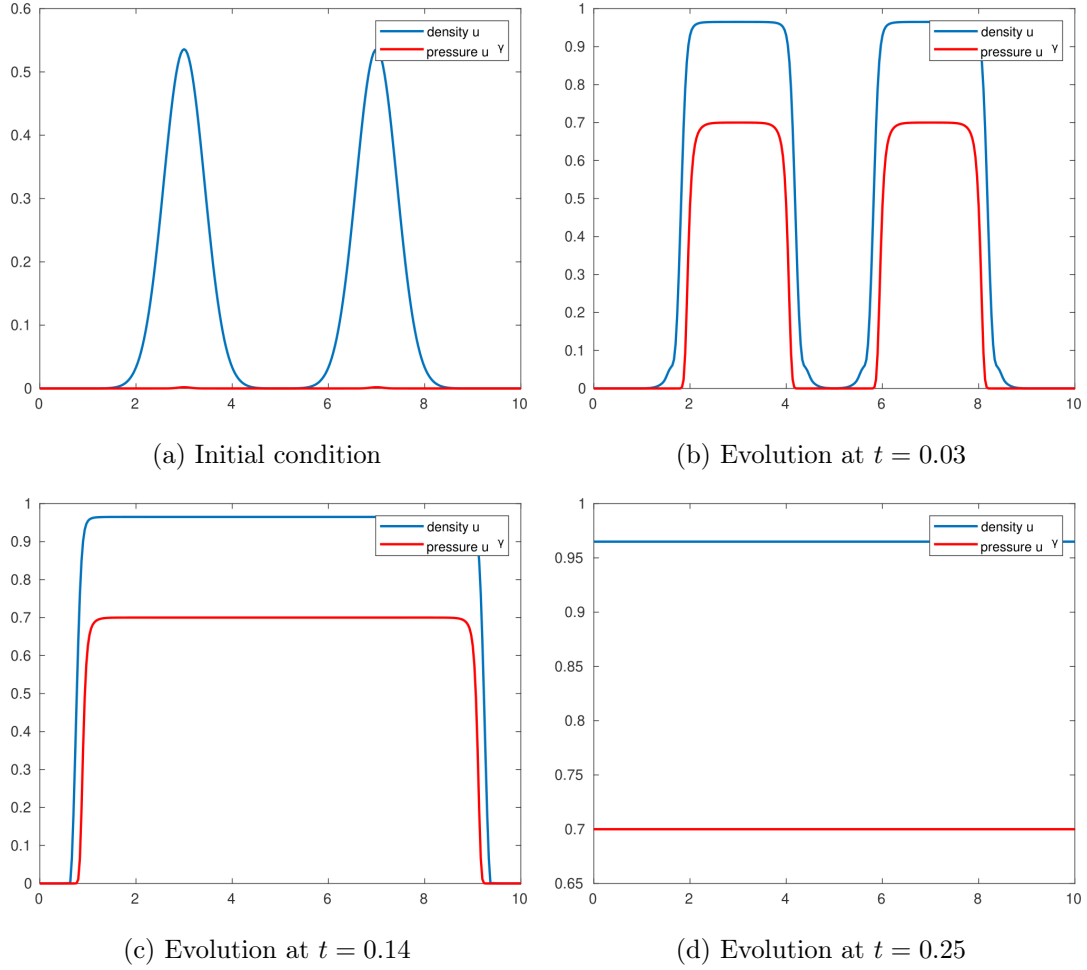 0.6
0.5
0.4
0.3
0.2
0.1
0
0 2 4 6 8 10
density u
pressure u γ
(a) Initial condition
1
0.9
0.8
0.7
0.6
0.5
0.4
0.3
0.2
0.1
0
0 2 4 6 8 10
density u
pressure u γ
(b) Evolution at t = 0.03
1
0.9
0.8
0.7
0.6
0.5
0.4
0.3
0.2
0.1
0
0 2 4 6 8 10
density u
pressure u γ
(c) Evolution at t = 0.14
1
0.95
0.9
0.85
0.8
0.75
0.7
0.65
0 2 4 6 8 10
density u
pressure u γ
(d) Evolution at t = 0.25